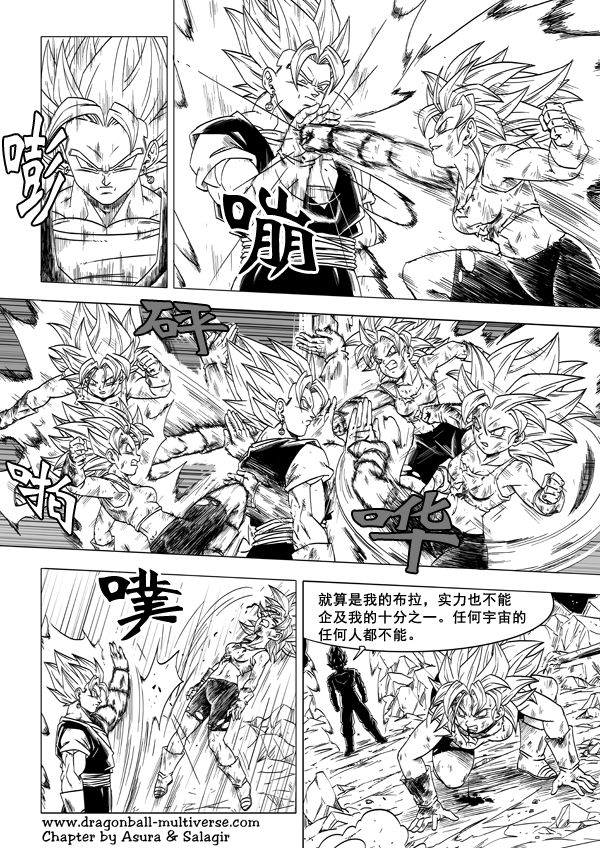 嘭
嘣
砰
啪
哗
噗
就算是我的布拉，实力也不能
企及我的十分之一。任何宇宙的
任何人都不能。
www.dragonball-multiverse.com
Chapter by Asura & Salagir